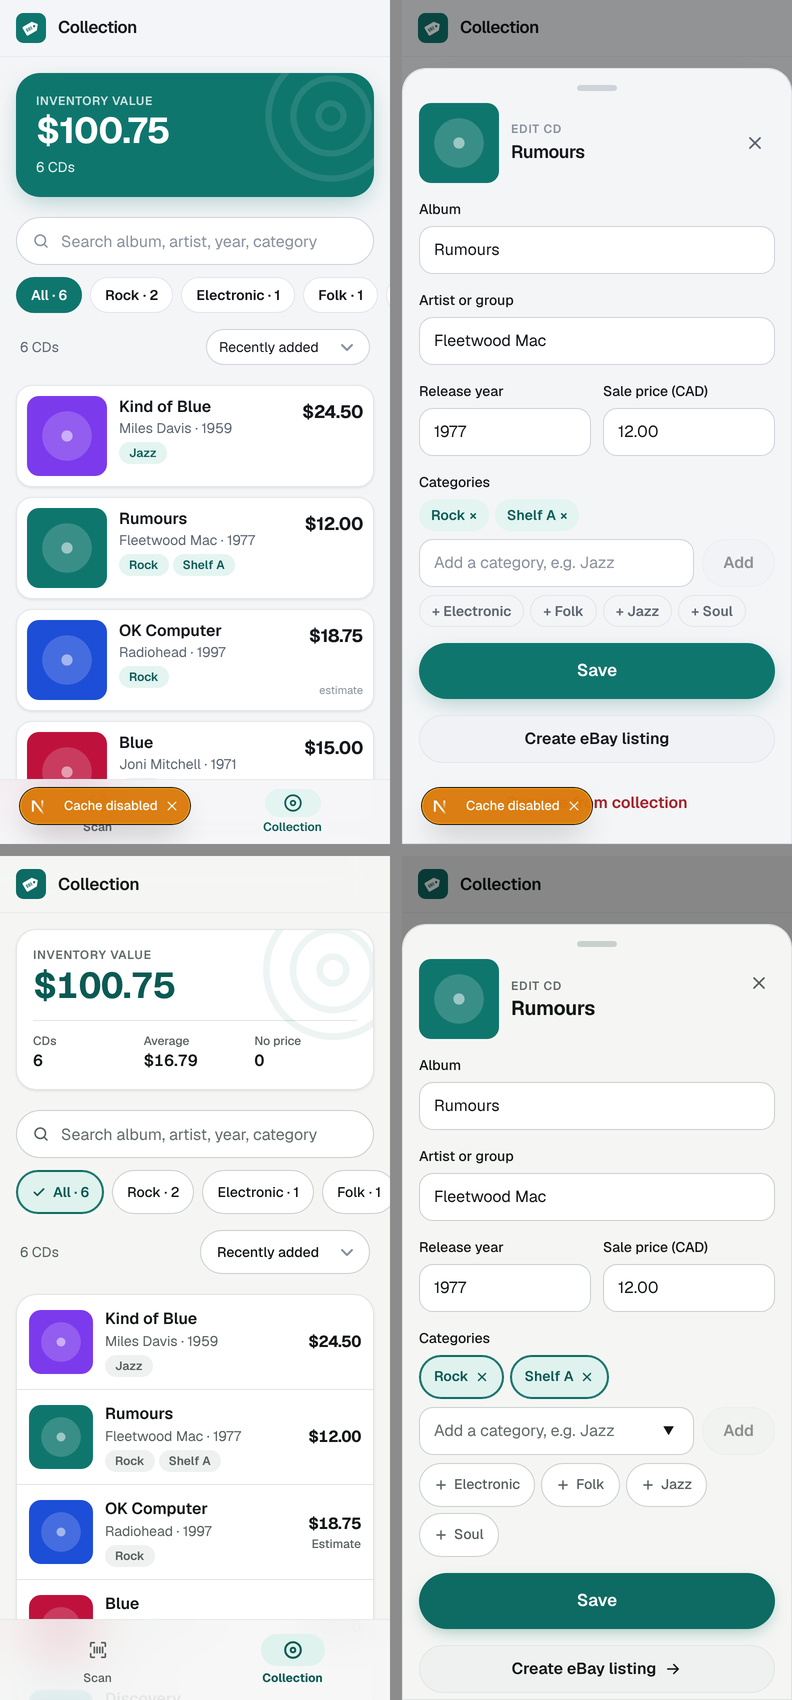 Collection
INVENTORY VALUE
$100.75
6 CDs
Search album, artist, year, category
All · 6
Rock · 2
Electronic · 1
Folk · 1
6 CDs
Recently added
Kind of Blue
$24.50
Miles Davis · 1959
Jazz
Rumours
$12.00
Fleetwood Mac · 1977
Rock
Shelf A
OK Computer
$18.75
Radiohead · 1997
Rock
estimate
Blue
$15.00
Joni Mitchell · 1971
Cache disabled
Scan
Collection
Collection
EDIT CD
Rumours
Album
Rumours
Artist or group
Fleetwood Mac
Release year
Sale price (CAD)
1977
12.00
Categories
Rock ×
Shelf A ×
Add a category, e.g. Jazz
Add
+ Electronic
+ Folk
+ Jazz
+ Soul
Save
Create eBay listing
Cache disabled
m collection
Collection
INVENTORY VALUE
$100.75
CDs
Average
No price
6
$16.79
0
Search album, artist, year, category
All · 6
Rock · 2
Electronic · 1
Folk · 1
6 CDs
Recently added
Kind of Blue
Miles Davis · 1959
$24.50
Jazz
Rumours
Fleetwood Mac · 1977
$12.00
Rock
Shelf A
OK Computer
$18.75
Radiohead · 1997
Estimate
Rock
Blue
Scan
Collection
Discovery
Collection
EDIT CD
Rumours
Album
Rumours
Artist or group
Fleetwood Mac
Release year
Sale price (CAD)
1977
12.00
Categories
Rock ×
Shelf A ×
Add a category, e.g. Jazz
Add
+ Electronic
+ Folk
+ Jazz
+ Soul
Save
Create eBay listing →